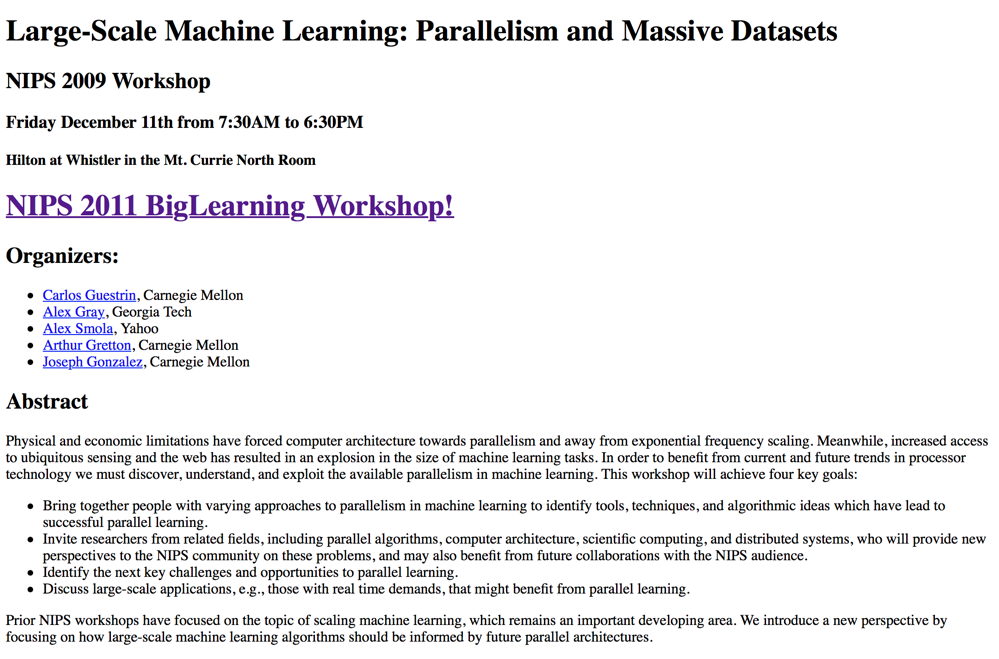 Large-Scale Machine Learning: Parallelism and Massive Datasets
NIPS 2009 Workshop
Friday December 11th from 7:30AM to 6:30PM
Hilton at Whistler in the Mt. Currie North Room
NIPS 2011 BigLearning Workshop!
Organizers:
• Carlos Guestrin, Carnegie Mellon
• Alex Gray, Georgia Tech
• Alex Smola, Yahoo
• Arthur Gretton, Carnegie Mellon
• Joseph Gonzalez, Carnegie Mellon
Abstract
Physical and economic limitations have forced computer architecture towards parallelism and away from exponential frequency scaling. Meanwhile, increased access
to ubiquitous sensing and the web has resulted in an explosion in the size of machine learning tasks. In order to benefit from current and future trends in processor
technology we must discover, understand, and exploit the available parallelism in machine learning. This workshop will achieve four key goals:
• Bring together people with varying approaches to parallelism in machine learning to identify tools, techniques, and algorithmic ideas which have lead to
successful parallel learning.
• Invite researchers from related fields, including parallel algorithms, computer architecture, scientific computing, and distributed systems, who will provide new
perspectives to the NIPS community on these problems, and may also benefit from future collaborations with the NIPS audience.
• Identify the next key challenges and opportunities to parallel learning.
• Discuss large-scale applications, e.g., those with real time demands, that might benefit from parallel learning.
Prior NIPS workshops have focused on the topic of scaling machine learning, which remains an important developing area. We introduce a new perspective by
focusing on how large-scale machine learning algorithms should be informed by future parallel architectures.